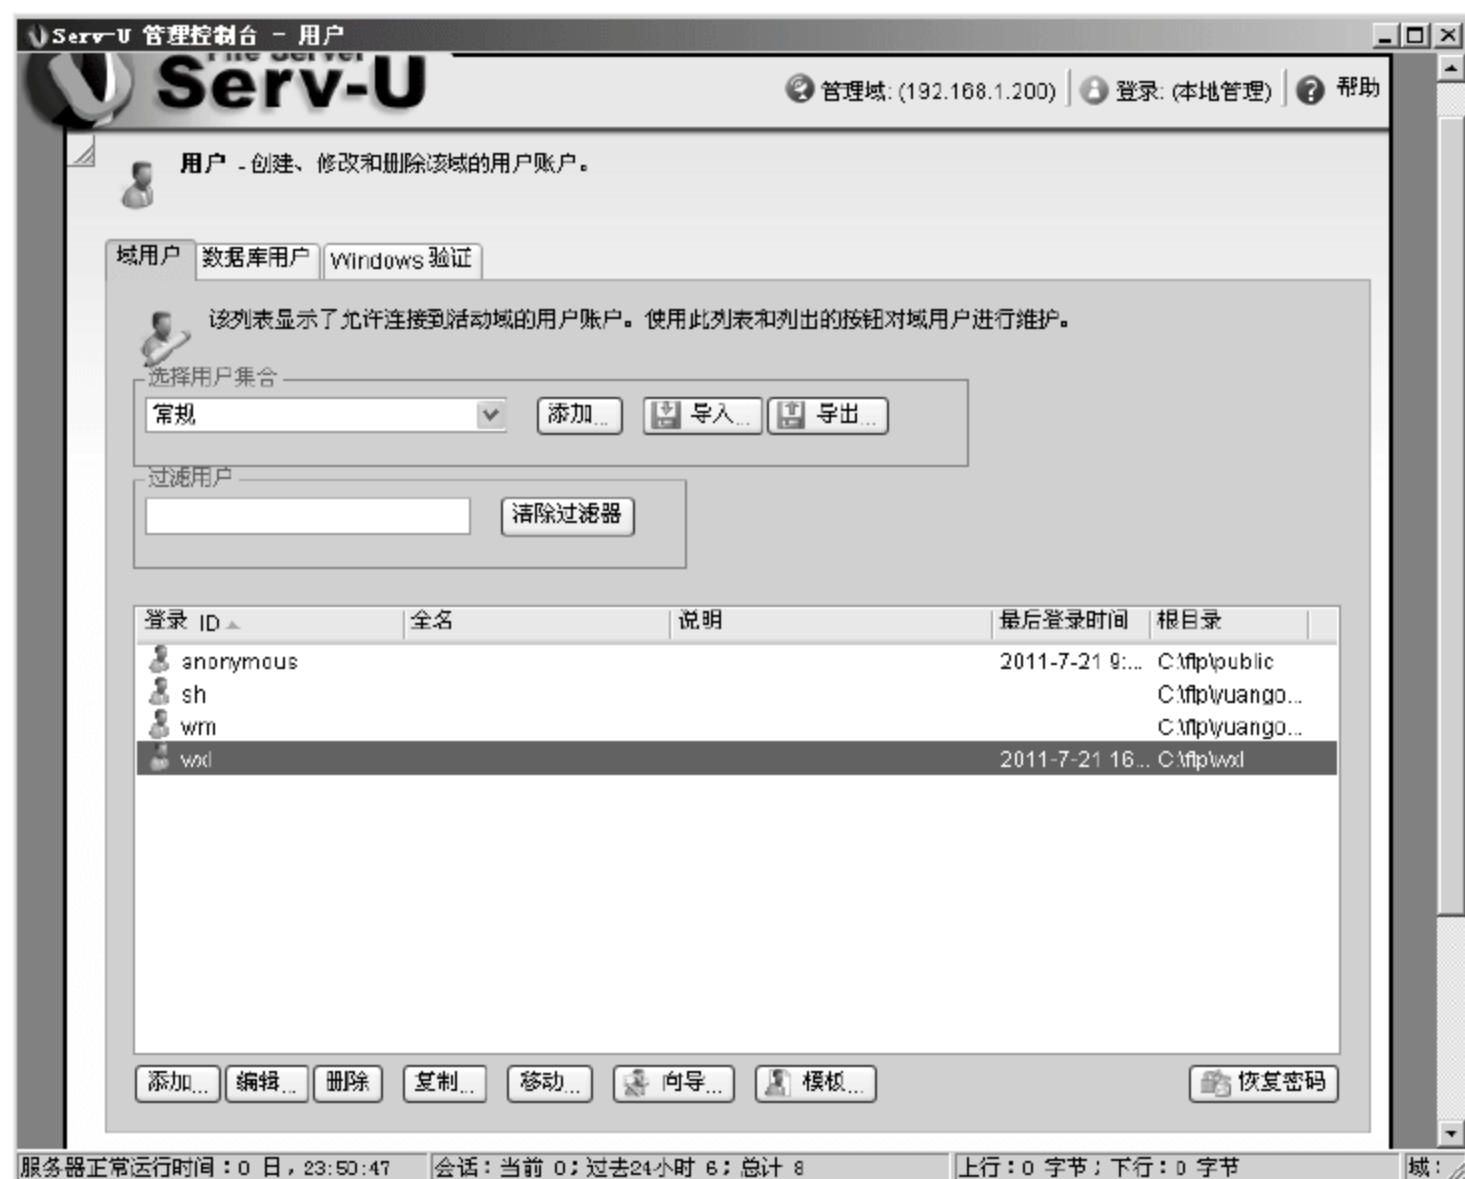 Serv-U 管理控制台 - 用户
File Server
Serv-U
管理域: (192.168.1.200) 登录: (本地管理) 帮助
用户 - 创建、修改和删除该域的用户账户。
域用户 数据库用户 Windows 验证
该列表显示了允许连接到活动域的用户账户。使用此列表和列出的按钮对域用户进行维护。
选择用户集合
常规 添加... 导入... 导出...
过滤用户
清除过滤器
登录 ID 全名 说明 最后登录时间 根目录
anonymous 2011-7-21 9:... C:\ftp\public
sh C:\ftp\yuango...
wm C:\ftp\yuango...
wxl 2011-7-21 16... C:\ftp\wxl
添加... 编辑... 删除 复制... 移动... 向导... 模板... 恢复密码
服务器正常运行时间：0 日，23:50:47 会话：当前 0；过去24小时 6；总计 8 上行：0 字节；下行：0 字节 域：